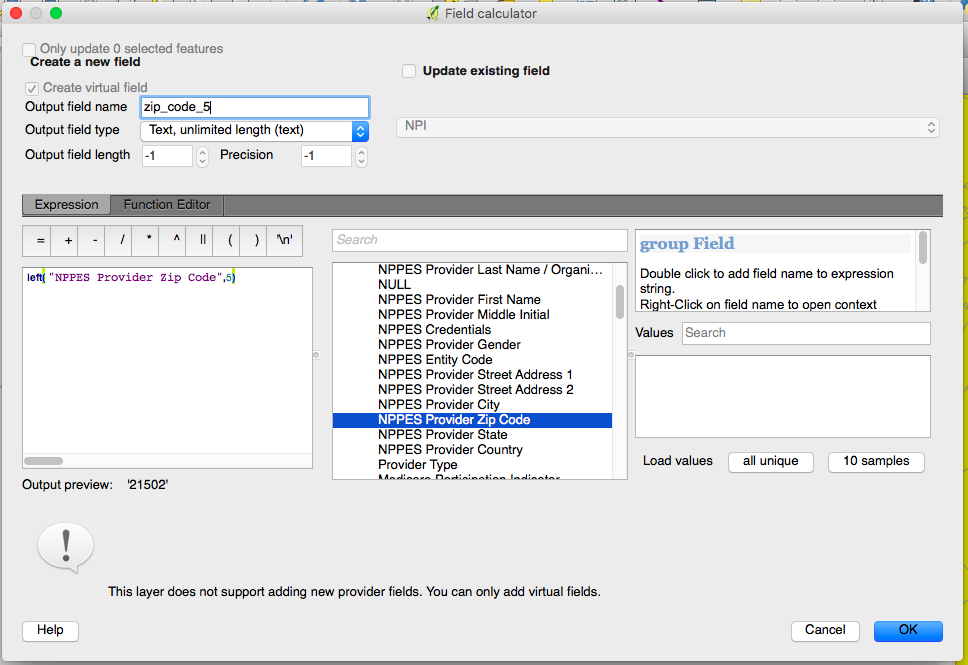 Field calculator
Only update 0 selected features
Create a new field
Update existing field
Create virtual field
Output field name zip_code_5
Output field type Text, unlimited length (text)
NPI
Output field length -1 Precision -1
Expression Function Editor
= + - / * ^ || ( ) '\n'
Search
group Field
Double click to add field name to expression
string.
Right-Click on field name to open context
left( "NPPES Provider Zip Code",5)
NPPES Provider Last Name / Organi...
NULL
NPPES Provider First Name
NPPES Provider Middle Initial
NPPES Credentials
NPPES Provider Gender
NPPES Entity Code
NPPES Provider Street Address 1
NPPES Provider Street Address 2
NPPES Provider City
NPPES Provider Zip Code
NPPES Provider State
NPPES Provider Country
Provider Type
Medicare Participation Indicator
Values Search
Load values all unique 10 samples
Output preview: '21502'
!
This layer does not support adding new provider fields. You can only add virtual fields.
Help Cancel OK